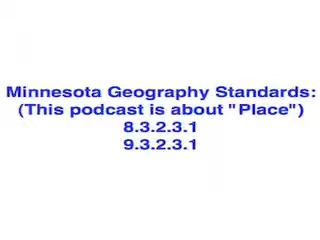 Minnesota Geography Standards:
(This podcast is about "Place")
8.3.2.3.1
9.3.2.3.1